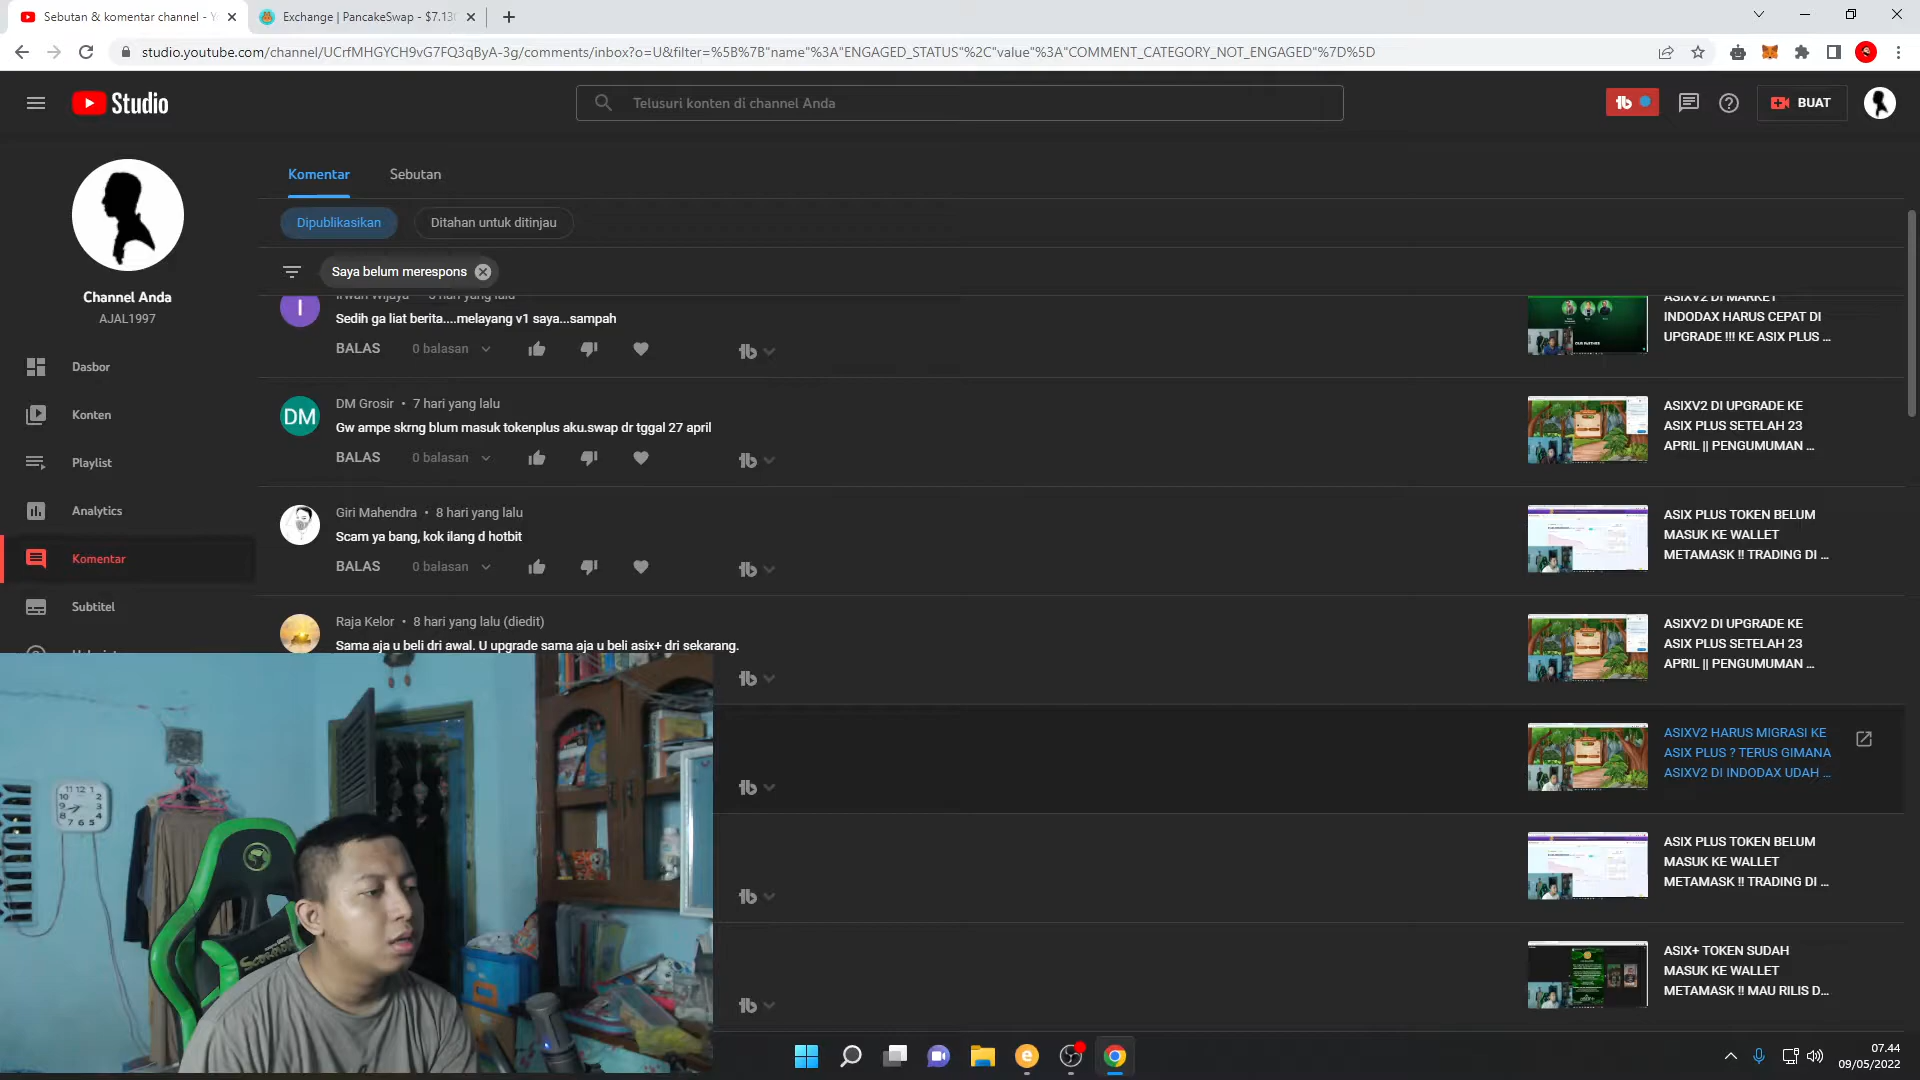 Sebutan & komentar channel - Y
Exchange | PancakeSwap - $7.130
studio.youtube.com/channel/UCrfMHGYCH9vG7FQ3qByA-3g/comments/inbox?o=U&filter=%5B%7B"name"%3A"ENGAGED_STATUS"%2C"value"%3A"COMMENT_CATEGORY_NOT_ENGAGED"%7D%5D
Studio
Telusuri konten di channel Anda
BUAT
Channel Anda
AJAL1997
Dasbor
Konten
Playlist
Analytics
Komentar
Subtitel
Komentar
Sebutan
Dipublikasikan
Ditahan untuk ditinjau
Saya belum merespons
Irwan Wijaya • 6 hari yang lalu
Sedih ga liat berita....melayang v1 saya...sampah
BALAS 0 balasan
ASIXV2 DI MARKET
INDODAX HARUS CEPAT DI
UPGRADE !!! KE ASIX PLUS ...
DM
DM Grosir • 7 hari yang lalu
Gw ampe skrng blum masuk tokenplus aku.swap dr tggal 27 april
BALAS 0 balasan
ASIXV2 DI UPGRADE KE
ASIX PLUS SETELAH 23
APRIL || PENGUMUMAN ...
Giri Mahendra • 8 hari yang lalu
Scam ya bang, kok ilang d hotbit
BALAS 0 balasan
ASIX PLUS TOKEN BELUM
MASUK KE WALLET
METAMASK !! TRADING DI ...
Raja Kelor • 8 hari yang lalu (diedit)
Sama aja u beli dri awal. U upgrade sama aja u beli asix+ dri sekarang.
ASIXV2 DI UPGRADE KE
ASIX PLUS SETELAH 23
APRIL || PENGUMUMAN ...
ASIXV2 HARUS MIGRASI KE
ASIX PLUS ? TERUS GIMANA
ASIXV2 DI INDODAX UDAH ...
ASIX PLUS TOKEN BELUM
MASUK KE WALLET
METAMASK !! TRADING DI ...
ASIX+ TOKEN SUDAH
MASUK KE WALLET
METAMASK !! MAU RILIS D...
07.44
09/05/2022